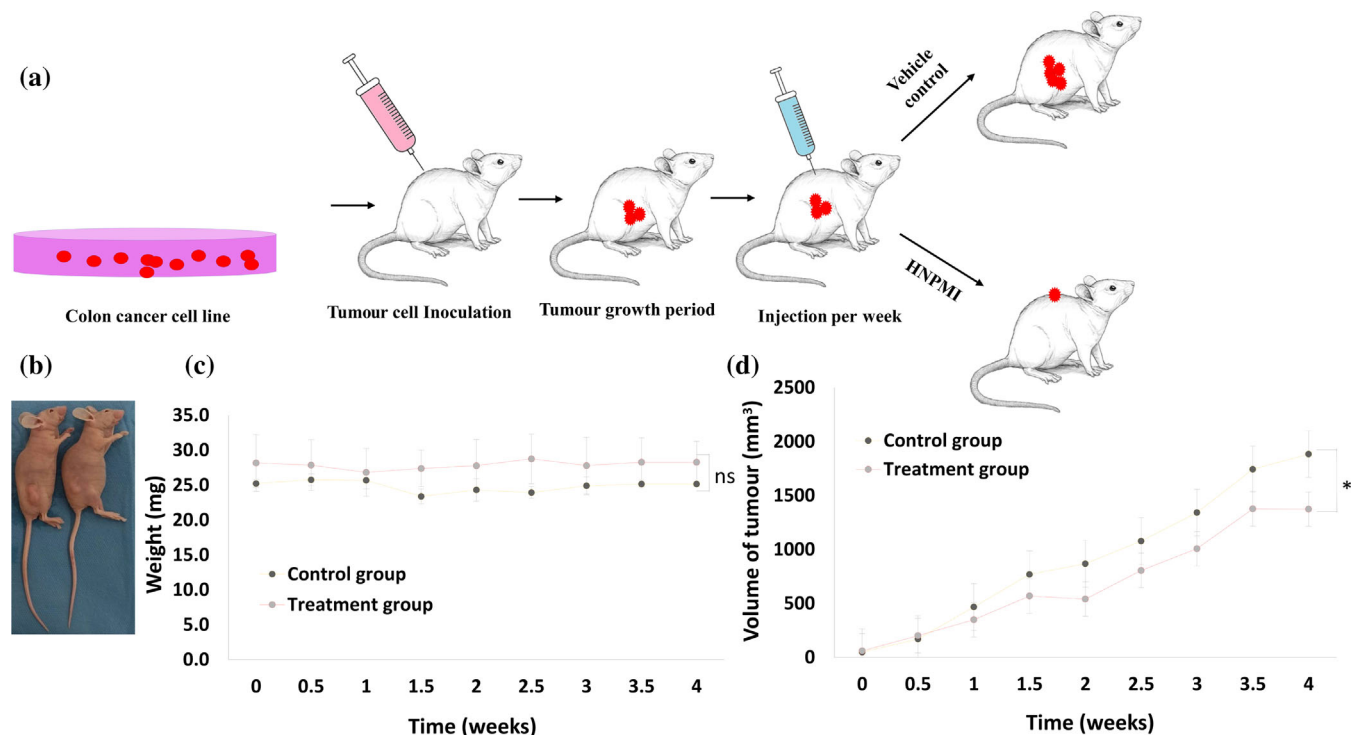 (a)
Vehicle
control
HNPMI
Colon cancer cell line
Tumour cell Inoculation
Tumour growth period
Injection per week
(b)
(c)
Weight (mg)
35.0
30.0
25.0
20.0
15.0
10.0
5.0
0.0
ns
Control group
Treatment group
0 0.5 1 1.5 2 2.5 3 3.5 4
Time (weeks)
(d)
Volume of tumour (mm³)
2500
2000
1500
1000
500
0
Control group
Treatment group
*
0 0.5 1 1.5 2 2.5 3 3.5 4
Time (weeks)